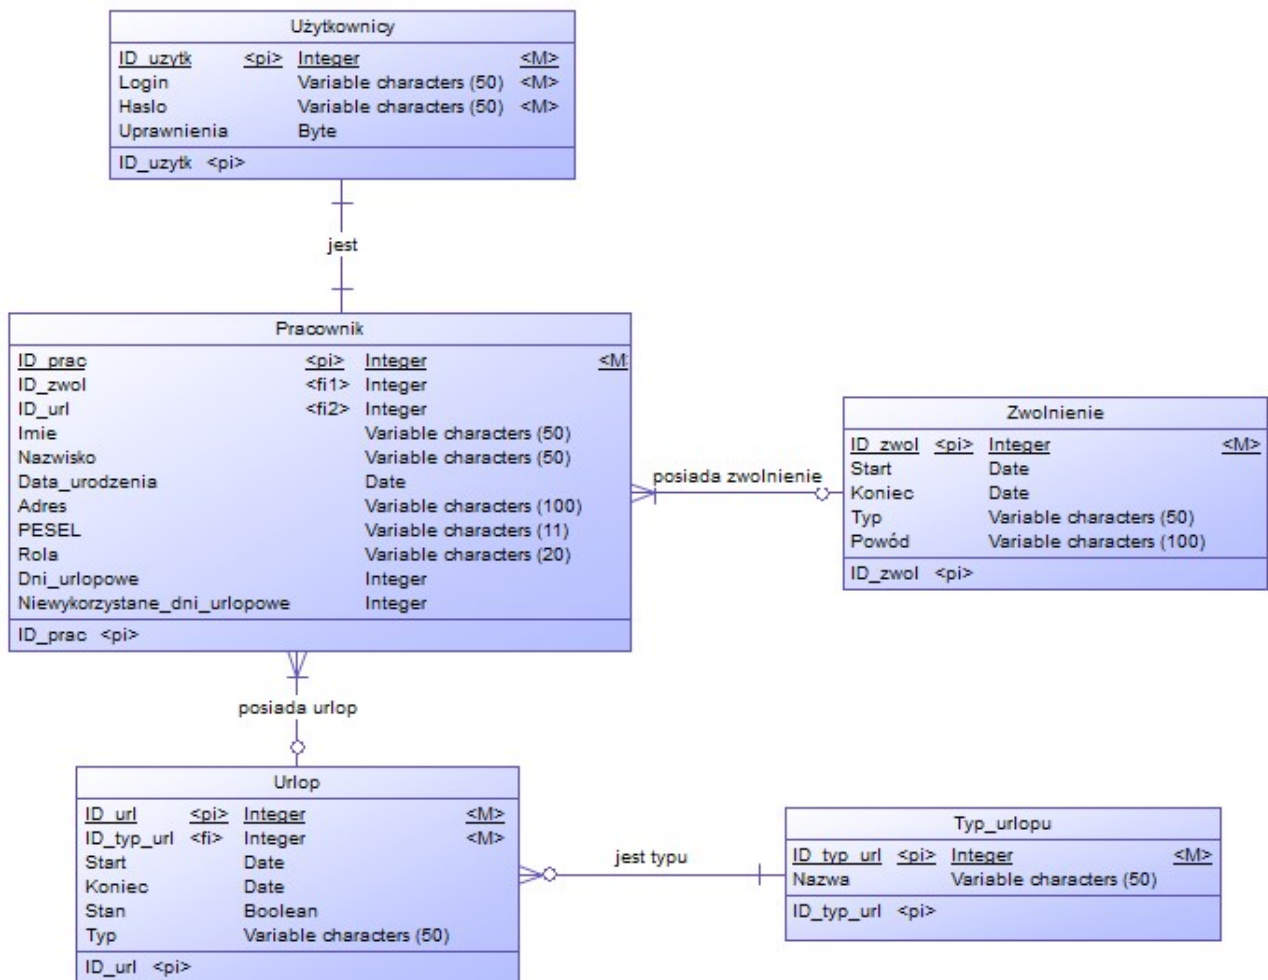 Użytkownicy
ID_uzytk <pi> Integer <M>
Login Variable characters (50) <M>
Haslo Variable characters (50) <M>
Uprawnienia Byte
ID_uzytk <pi>
jest
Pracownik
ID_prac <pi> Integer <M
ID_zwol <fi1> Integer
ID_url <fi2> Integer
Imie Variable characters (50)
Nazwisko Variable characters (50)
Data_urodzenia Date
Adres Variable characters (100)
PESEL Variable characters (11)
Rola Variable characters (20)
Dni_urlopowe Integer
Niewykorzystane_dni_urlopowe Integer
ID_prac <pi>
posiada zwolnienie
Zwolnienie
ID_zwol <pi> Integer <M>
Start Date
Koniec Date
Typ Variable characters (50)
Powód Variable characters (100)
ID_zwol <pi>
posiada urlop
Urlop
ID_url <pi> Integer <M>
ID_typ_url <fi> Integer <M>
Start Date
Koniec Date
Stan Boolean
Typ Variable characters (50)
ID_url <pi>
jest typu
Typ_urlopu
ID_typ_url <pi> Integer <M>
Nazwa Variable characters (50)
ID_typ_url <pi>